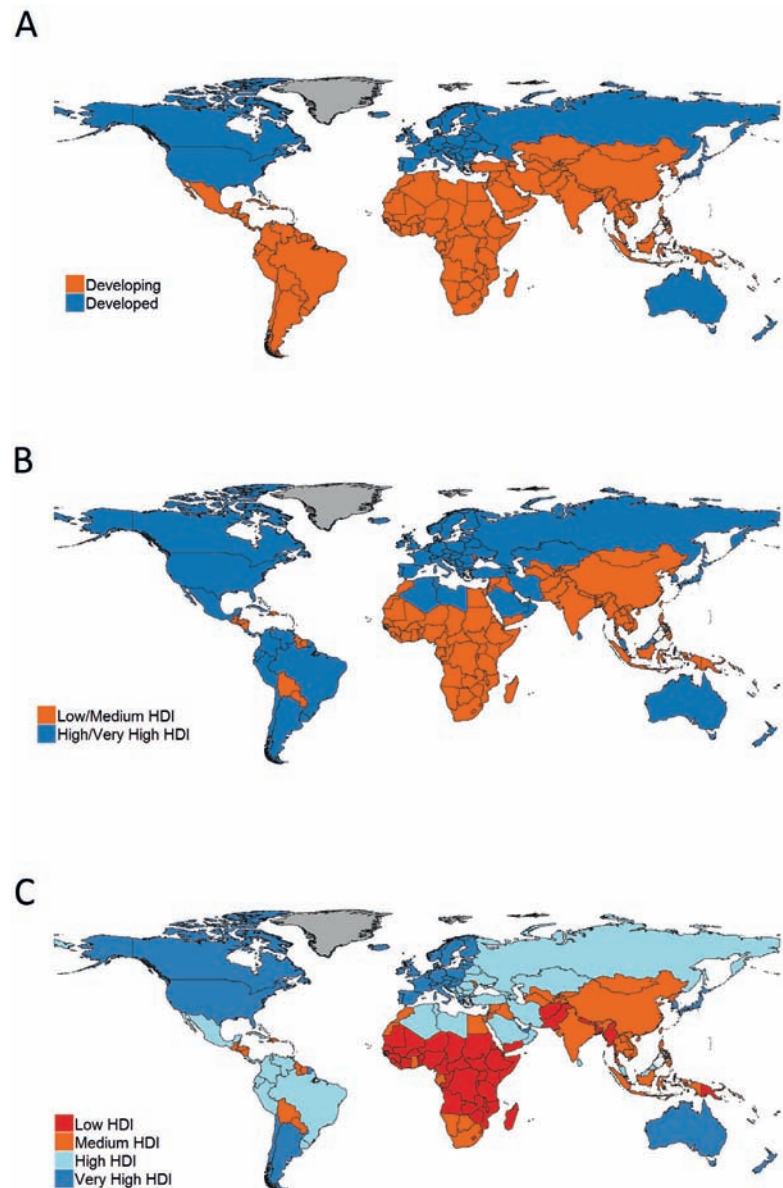 A
Developing
Developed
B
Low/Medium HDI
High/Very High HDI
C
Low HDI
Medium HDI
High HDI
Very High HDI